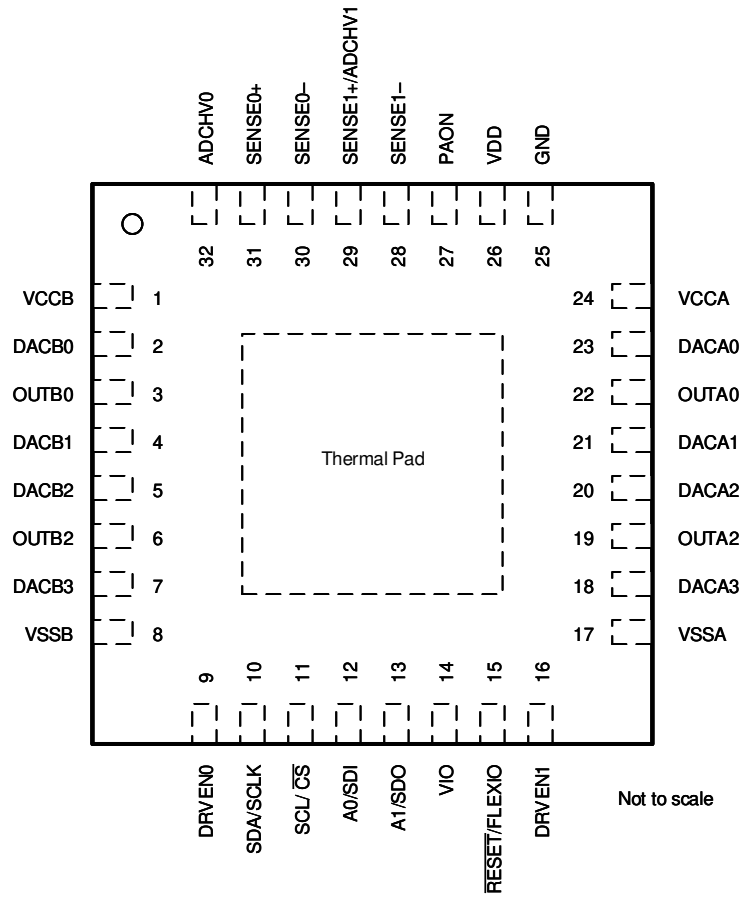 ADCHV0
SENSE0+
SENSE0–
SENSE1+/ADCHV1
SENSE1–
PAON
VDD
GND
32
31
30
29
28
27
26
25
VCCB 1
24 VCCA
DACB0 2
23 DACA0
OUTB0 3
22 OUTA0
DACB1 4
21 DACA1
Thermal Pad
DACB2 5
20 DACA2
OUTB2 6
19 OUTA2
DACB3 7
18 DACA3
VSSB 8
17 VSSA
9
10
11
12
13
14
15
16
DRVEN0
SDA/SCLK
SCL/C̅S̅
A0/SDI
A1/SDO
VIO
R̅E̅S̅E̅T̅/FLEXIO
DRVEN1
Not to scale